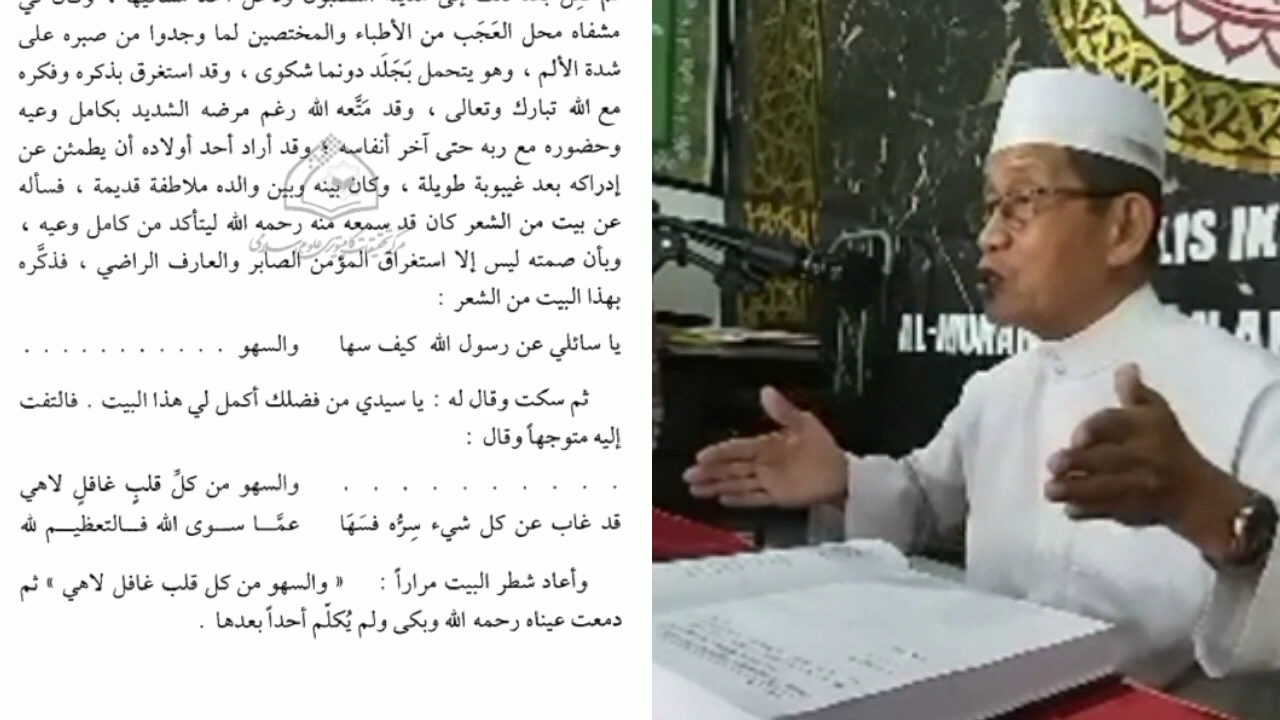 مشفاه محل العَجَب من الأطباء والمختصين لما وجدوا من صبره على
شدة الألم ، وهو يتحمل بَجَلَد دونما شكوى ، وقد استغرق بذكره وفكره
مع الله تبارك وتعالى ، وقد مَتَّعه الله رغم مرضه الشديد بكامل وعيه
وحضوره مع ربه حتى آخر أنفاسه ؛ وقد أراد أحد أولاده أن يطمئن عن
إدراكه بعد غيبوبة طويلة ، وكان بينه وبين والده ملاطفة قديمة ، فسأله
عن بيت من الشعر كان قد سمعه منه رحمه الله ليتأكد من كامل وعيه ،
وبأن صمته ليس إلا استغراق المؤمن الصابر والعارف الراضي ، فذكَّره
بهذا البيت من الشعر :
يا سائلي عن رسول الله كيف سها والسهو . . . . . . . . . . .
ثم سكت وقال له : يا سيدي من فضلك أكمل لي هذا البيت . فالتفت
إليه متوجهاً وقال :
. . . . . . . . . . والسهو من كلِّ قلبٍ غافلٍ لاهي
قد غاب عن كل شيء سِرُّه فسَهَا عمَّـا سـوى الله فـالتعظيـم لله
وأعاد شطر البيت مراراً : « والسهو من كل قلب غافل لاهي » ثم
دمعت عيناه رحمه الله وبكى ولم يُكلّم أحداً بعدها .